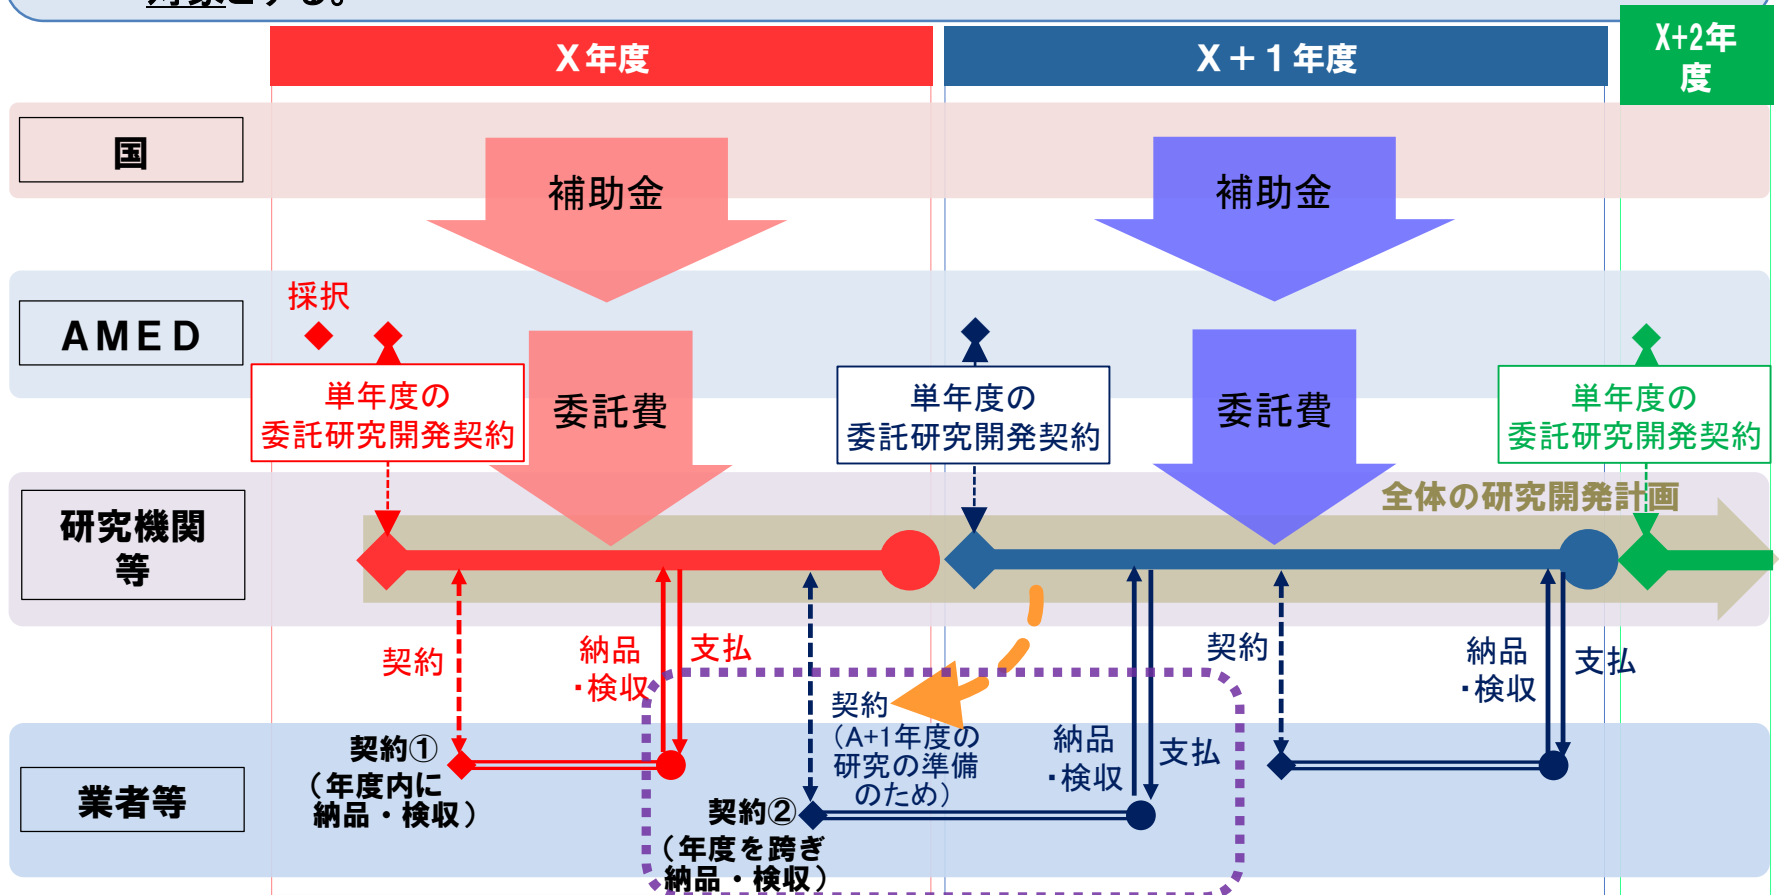 対象とする。
X年度
X+1年度
X+2年
度
国
補助金
補助金
採択
AMED
単年度の
委託研究開発契約
委託費
単年度の
委託研究開発契約
委託費
単年度の
委託研究開発契約
全体の研究開発計画
研究機関
等
契約
納品
・検収
支払
契約
(A+1年度の
研究の準備
のため)
納品
・検収
支払
契約
納品
・検収
支払
業者等
契約①
(年度内に
納品・検収)
契約②
(年度を跨ぎ
納品・検収)